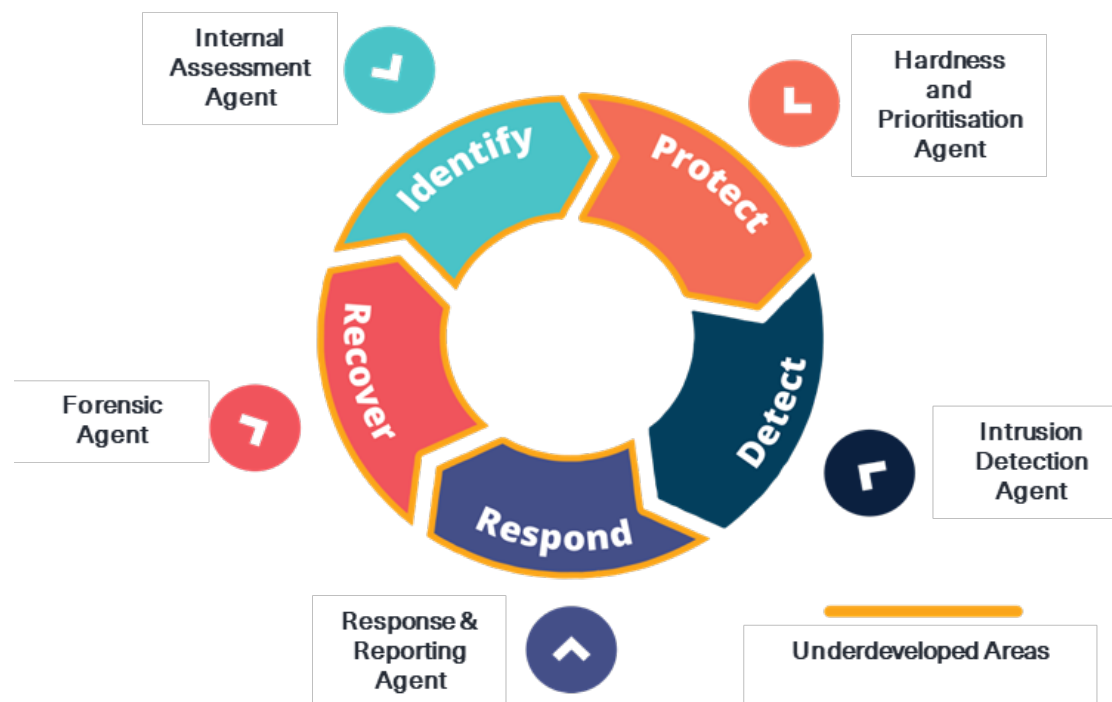 Internal
Assessment
Agent
Hardness
and
Prioritisation
Agent
Identify
Protect
Recover
Detect
Respond
Forensic
Agent
Intrusion
Detection
Agent
Response &
Reporting
Agent
Underdeveloped Areas